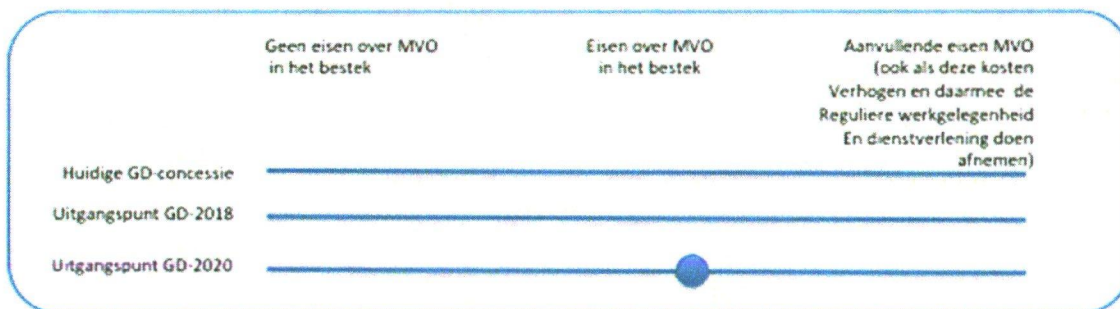 Geen eisen over MVO
in het bestek
Eisen over MVO
in het bestek
Aanvullende eisen MVO
(ook als deze kosten
Verhogen en daarmee de
Reguliere werkgelegenheid
En dienstverlening doen
afnemen)
Huidige GD-concessie
Uitgangspunt GD-2018
Uitgangspunt GD-2020